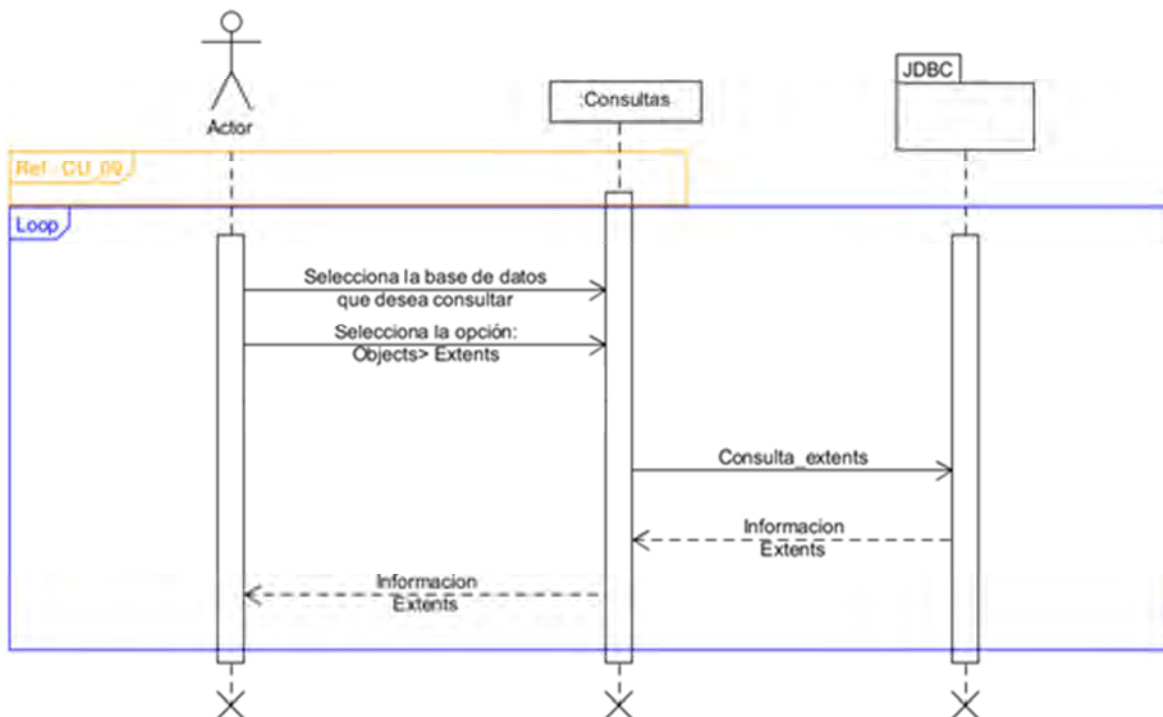 JDBC
:Consultas
Actor
Ref - CU_09
Loop
Selecciona la base de datos
que desea consultar
Selecciona la opción:
Objects> Extents
Consulta_extents
Informacion
Extents
Informacion
Extents